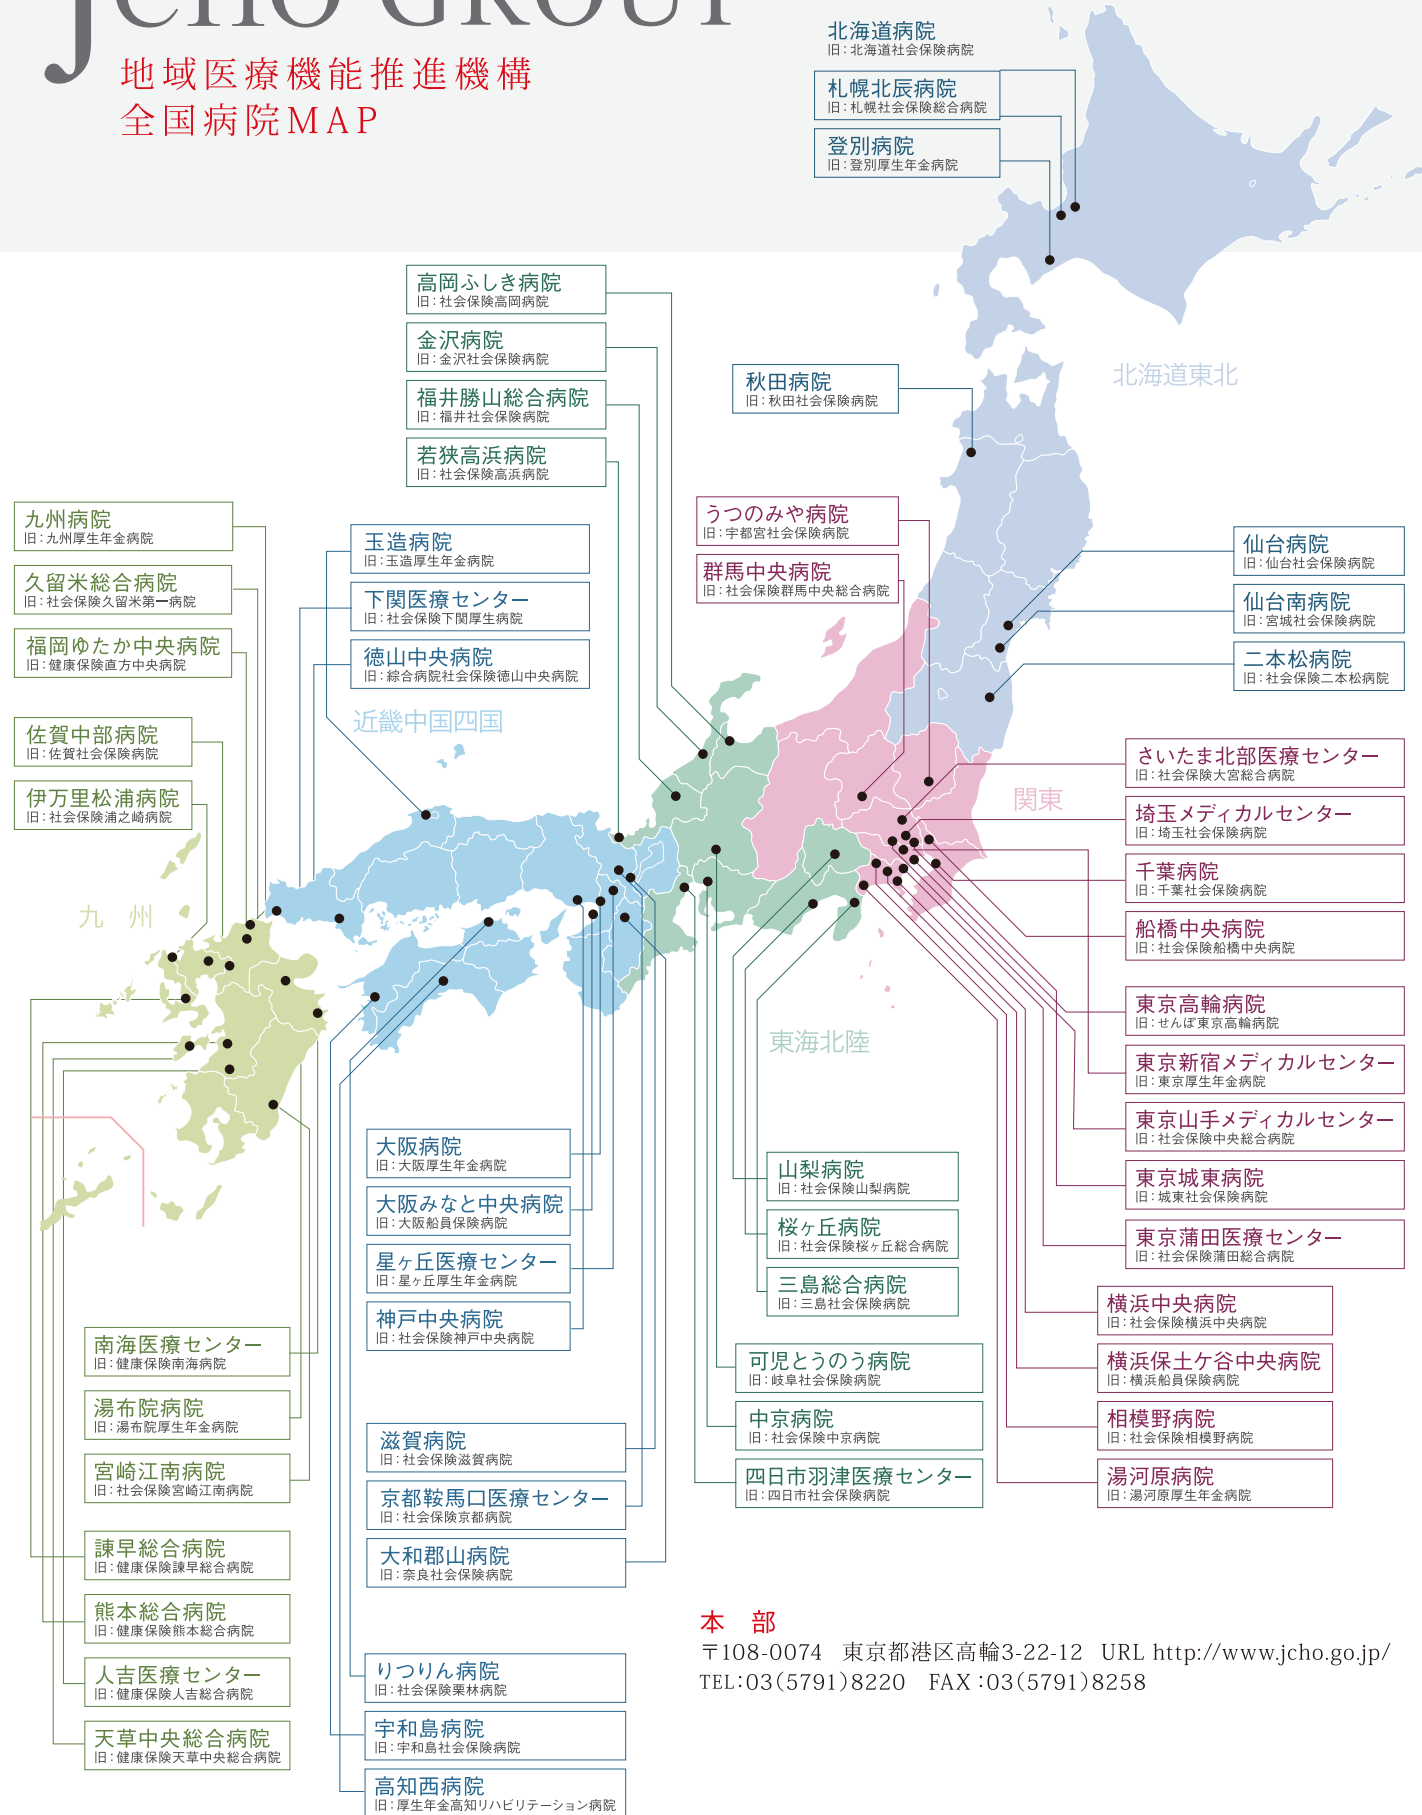 JCHO GROUP
地域医療機能推進機構
全国病院MAP
北海道病院
旧：北海道社会保険病院
札幌北辰病院
旧：札幌社会保険総合病院
登別病院
旧：登別厚生年金病院
北海道東北
高岡ふしき病院
旧：社会保険高岡病院
金沢病院
旧：金沢社会保険病院
福井勝山総合病院
旧：福井社会保険病院
若狭高浜病院
旧：社会保険高浜病院
秋田病院
旧：秋田社会保険病院
うつのみや病院
旧：宇都宮社会保険病院
群馬中央病院
旧：社会保険群馬中央総合病院
仙台病院
旧：仙台社会保険病院
仙台南病院
旧：宮城社会保険病院
二本松病院
旧：社会保険二本松病院
九州病院
旧：九州厚生年金病院
久留米総合病院
旧：社会保険久留米第一病院
福岡ゆたか中央病院
旧：健康保険直方中央病院
佐賀中部病院
旧：佐賀社会保険病院
伊万里松浦病院
旧：社会保険浦之崎病院
九　州
玉造病院
旧：玉造厚生年金病院
下関医療センター
旧：社会保険下関厚生病院
徳山中央病院
旧：綜合病院社会保険徳山中央病院
近畿中国四国
関東
さいたま北部医療センター
旧：社会保険大宮総合病院
埼玉メディカルセンター
旧：埼玉社会保険病院
千葉病院
旧：千葉社会保険病院
船橋中央病院
旧：社会保険船橋中央病院
東京高輪病院
旧：せんぽ東京高輪病院
東京新宿メディカルセンター
旧：東京厚生年金病院
東京山手メディカルセンター
旧：社会保険中央総合病院
東京城東病院
旧：城東社会保険病院
東京蒲田医療センター
旧：社会保険蒲田総合病院
横浜中央病院
旧：社会保険横浜中央病院
横浜保土ケ谷中央病院
旧：横浜船員保険病院
相模野病院
旧：社会保険相模野病院
湯河原病院
旧：湯河原厚生年金病院
東海北陸
山梨病院
旧：社会保険山梨病院
桜ヶ丘病院
旧：社会保険桜ヶ丘総合病院
三島総合病院
旧：三島社会保険病院
可児とうのう病院
旧：岐阜社会保険病院
中京病院
旧：社会保険中京病院
四日市羽津医療センター
旧：四日市社会保険病院
大阪病院
旧：大阪厚生年金病院
大阪みなと中央病院
旧：大阪船員保険病院
星ヶ丘医療センター
旧：星ヶ丘厚生年金病院
神戸中央病院
旧：社会保険神戸中央病院
滋賀病院
旧：社会保険滋賀病院
京都鞍馬口医療センター
旧：社会保険京都病院
大和郡山病院
旧：奈良社会保険病院
りつりん病院
旧：社会保険栗林病院
宇和島病院
旧：宇和島社会保険病院
高知西病院
旧：厚生年金高知リハビリテーション病院
南海医療センター
旧：健康保険南海病院
湯布院病院
旧：湯布院厚生年金病院
宮崎江南病院
旧：社会保険宮崎江南病院
諫早総合病院
旧：健康保険諫早総合病院
熊本総合病院
旧：健康保険熊本総合病院
人吉医療センター
旧：健康保険人吉総合病院
天草中央総合病院
旧：健康保険天草中央総合病院
本　部
〒108-0074　東京都港区高輪3-22-12　URL http://www.jcho.go.jp/
TEL：03(5791)8220　FAX：03(5791)8258